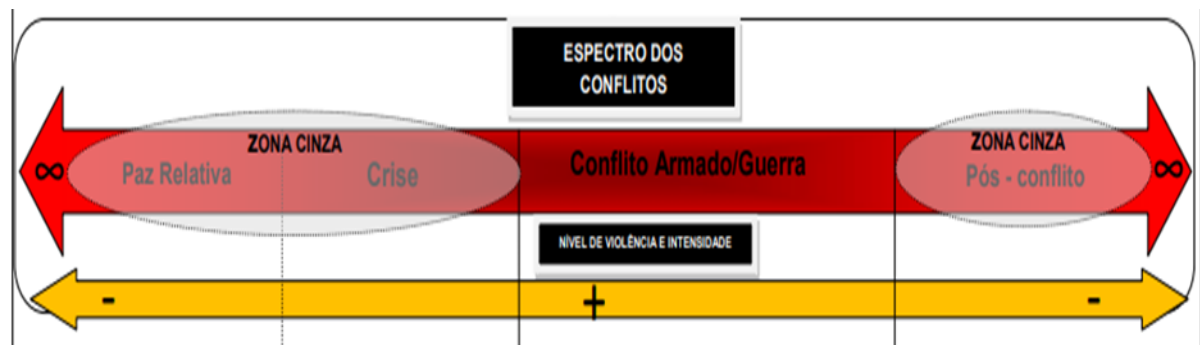 ESPECTRO DOS
CONFLITOS
ZONA CINZA
ZONA CINZA
∞
Paz Relativa
Crise
Conflito Armado/Guerra
Pós - conflito
∞
NÍVEL DE VIOLÊNCIA E INTENSIDADE
-
+
-